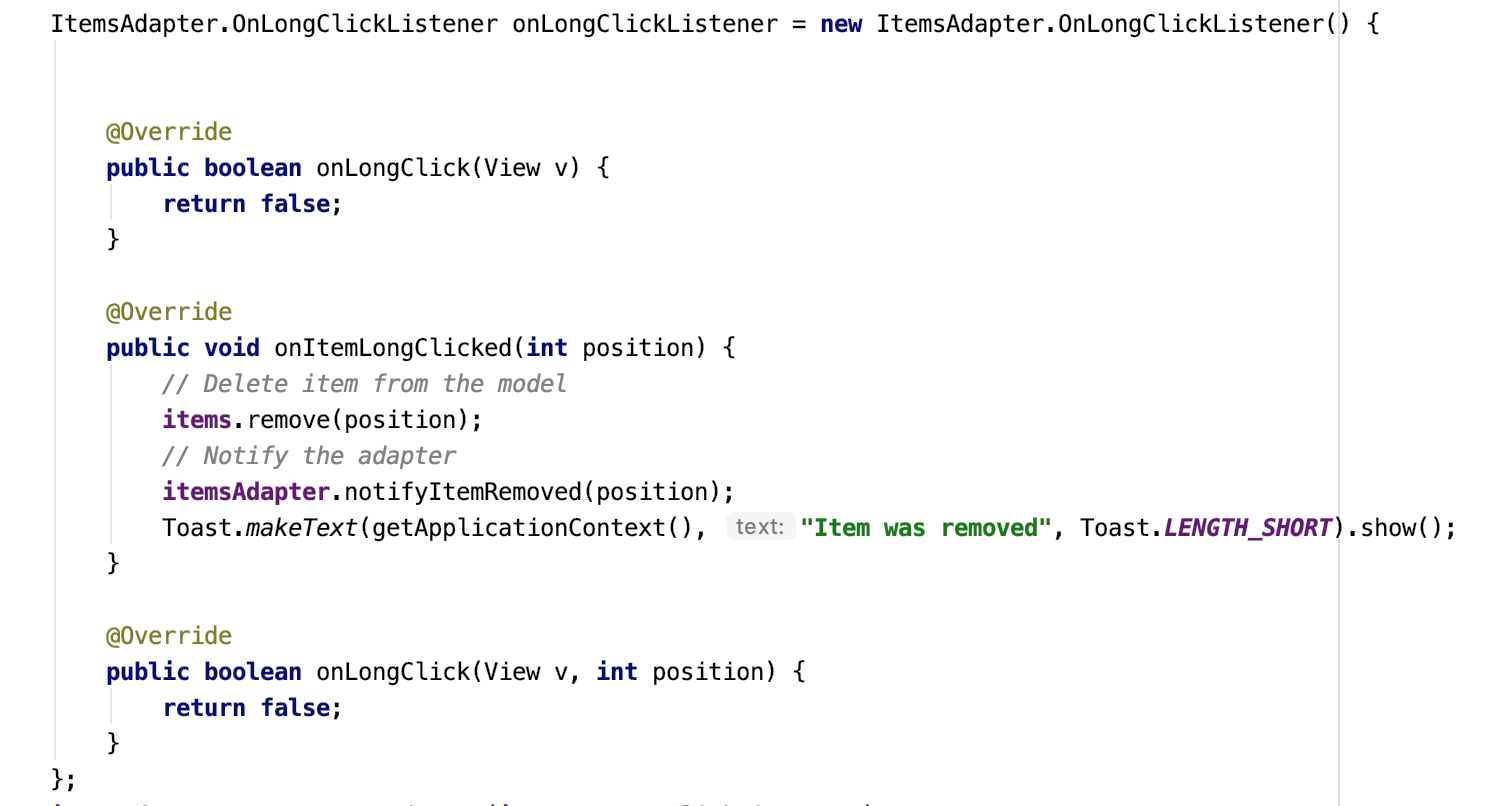 ItemsAdapter.OnLongClickListener onLongClickListener = new ItemsAdapter.OnLongClickListener() {
@Override
public boolean onLongClick(View v) {
return false;
}
@Override
public void onItemLongClicked(int position) {
// Delete item from the model
items.remove(position);
// Notify the adapter
itemsAdapter.notifyItemRemoved(position);
Toast.makeText(getApplicationContext(), text: "Item was removed", Toast.LENGTH_SHORT).show();
}
@Override
public boolean onLongClick(View v, int position) {
return false;
}
};